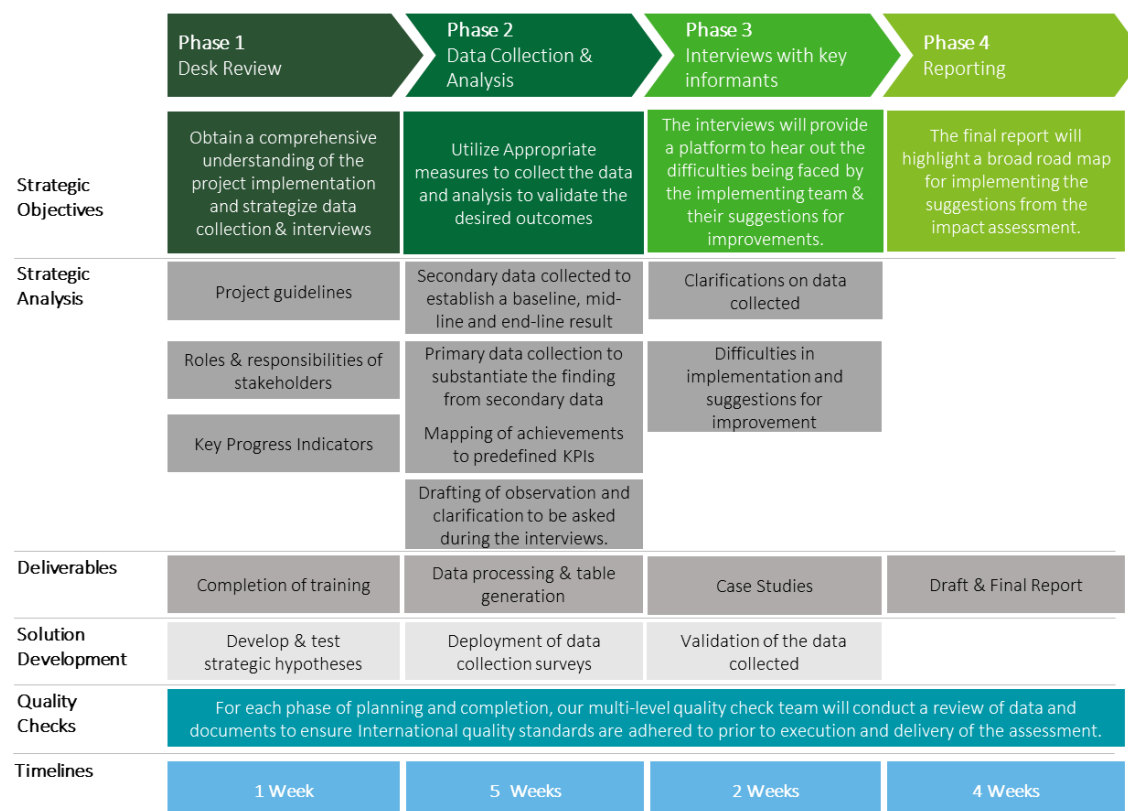 Phase 1
Desk Review
Phase 2
Data Collection &
Analysis
Phase 3
Interviews with key
informants
Phase 4
Reporting
Strategic
Objectives
Obtain a comprehensive
understanding of the
project implementation
and strategize data
collection & interviews
Utilize Appropriate
measures to collect the data
and analysis to validate the
desired outcomes
The interviews will provide
a platform to hear out the
difficulties being faced by
the implementing team &
their suggestions for
improvements.
The final report will
highlight a broad road map
for implementing the
suggestions from the
impact assessment.
Strategic
Analysis
Project guidelines
Roles & responsibilities of
stakeholders
Key Progress Indicators
Secondary data collected to
establish a baseline, mid-
line and end-line result
Primary data collection to
substantiate the finding
from secondary data
Mapping of achievements
to predefined KPIs
Drafting of observation and
clarification to be asked
during the interviews.
Clarifications on data
collected
Difficulties in
implementation and
suggestions for
improvement
Deliverables
Completion of training
Data processing & table
generation
Case Studies
Draft & Final Report
Solution
Development
Develop & test
strategic hypotheses
Deployment of data
collection surveys
Validation of the data
collected
Quality
Checks
For each phase of planning and completion, our multi-level quality check team will conduct a review of data and
documents to ensure International quality standards are adhered to prior to execution and delivery of the assessment.
Timelines
1 Week
5 Weeks
2 Weeks
4 Weeks